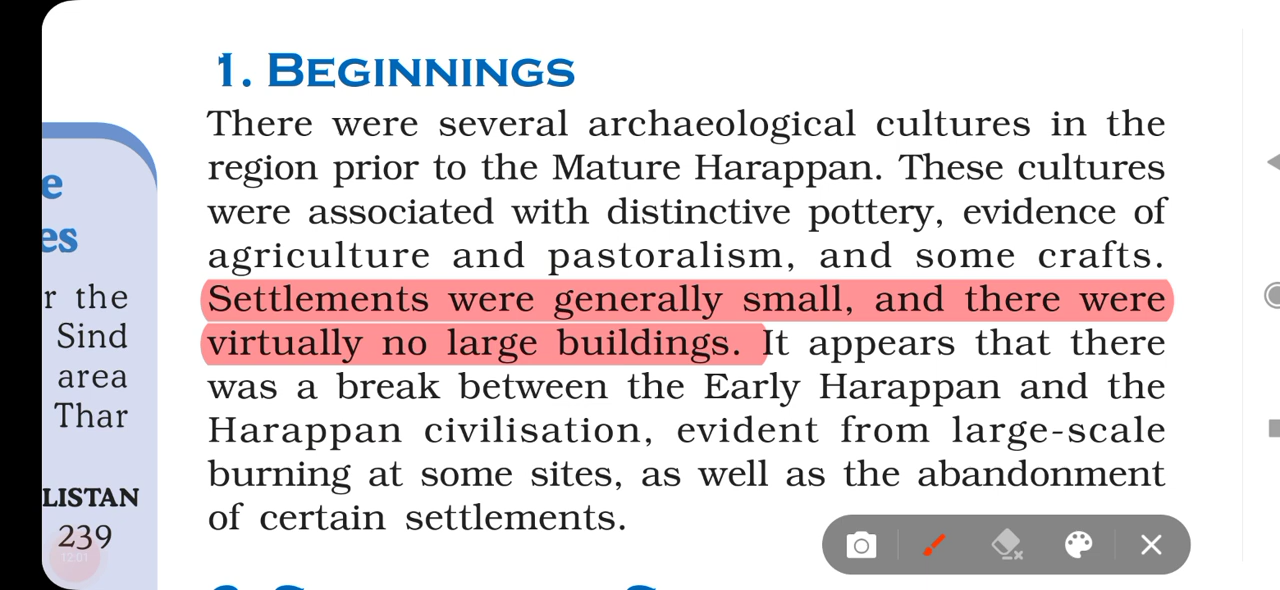 1. BEGINNINGS
There were several archaeological cultures in the
region prior to the Mature Harappan. These cultures
were associated with distinctive pottery, evidence of
agriculture and pastoralism, and some crafts.
Settlements were generally small, and there were
virtually no large buildings. It appears that there
was a break between the Early Harappan and the
Harappan civilisation, evident from large-scale
burning at some sites, as well as the abandonment
of certain settlements.
e
es
r the
Sind
area
Thar
LISTAN
239
12:01